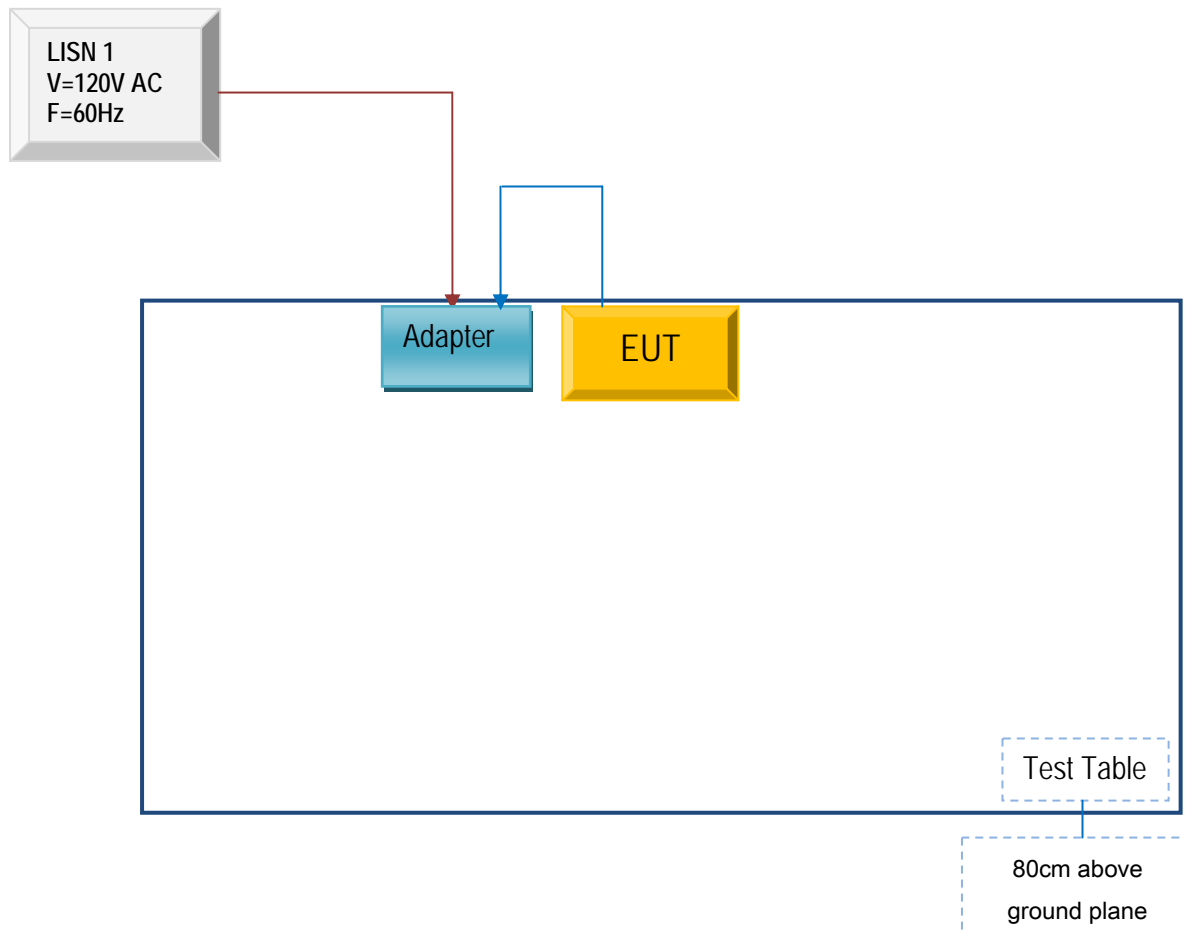 LISN 1
V=120V AC
F=60Hz
Adapter
EUT
Test Table
80cm above
ground plane